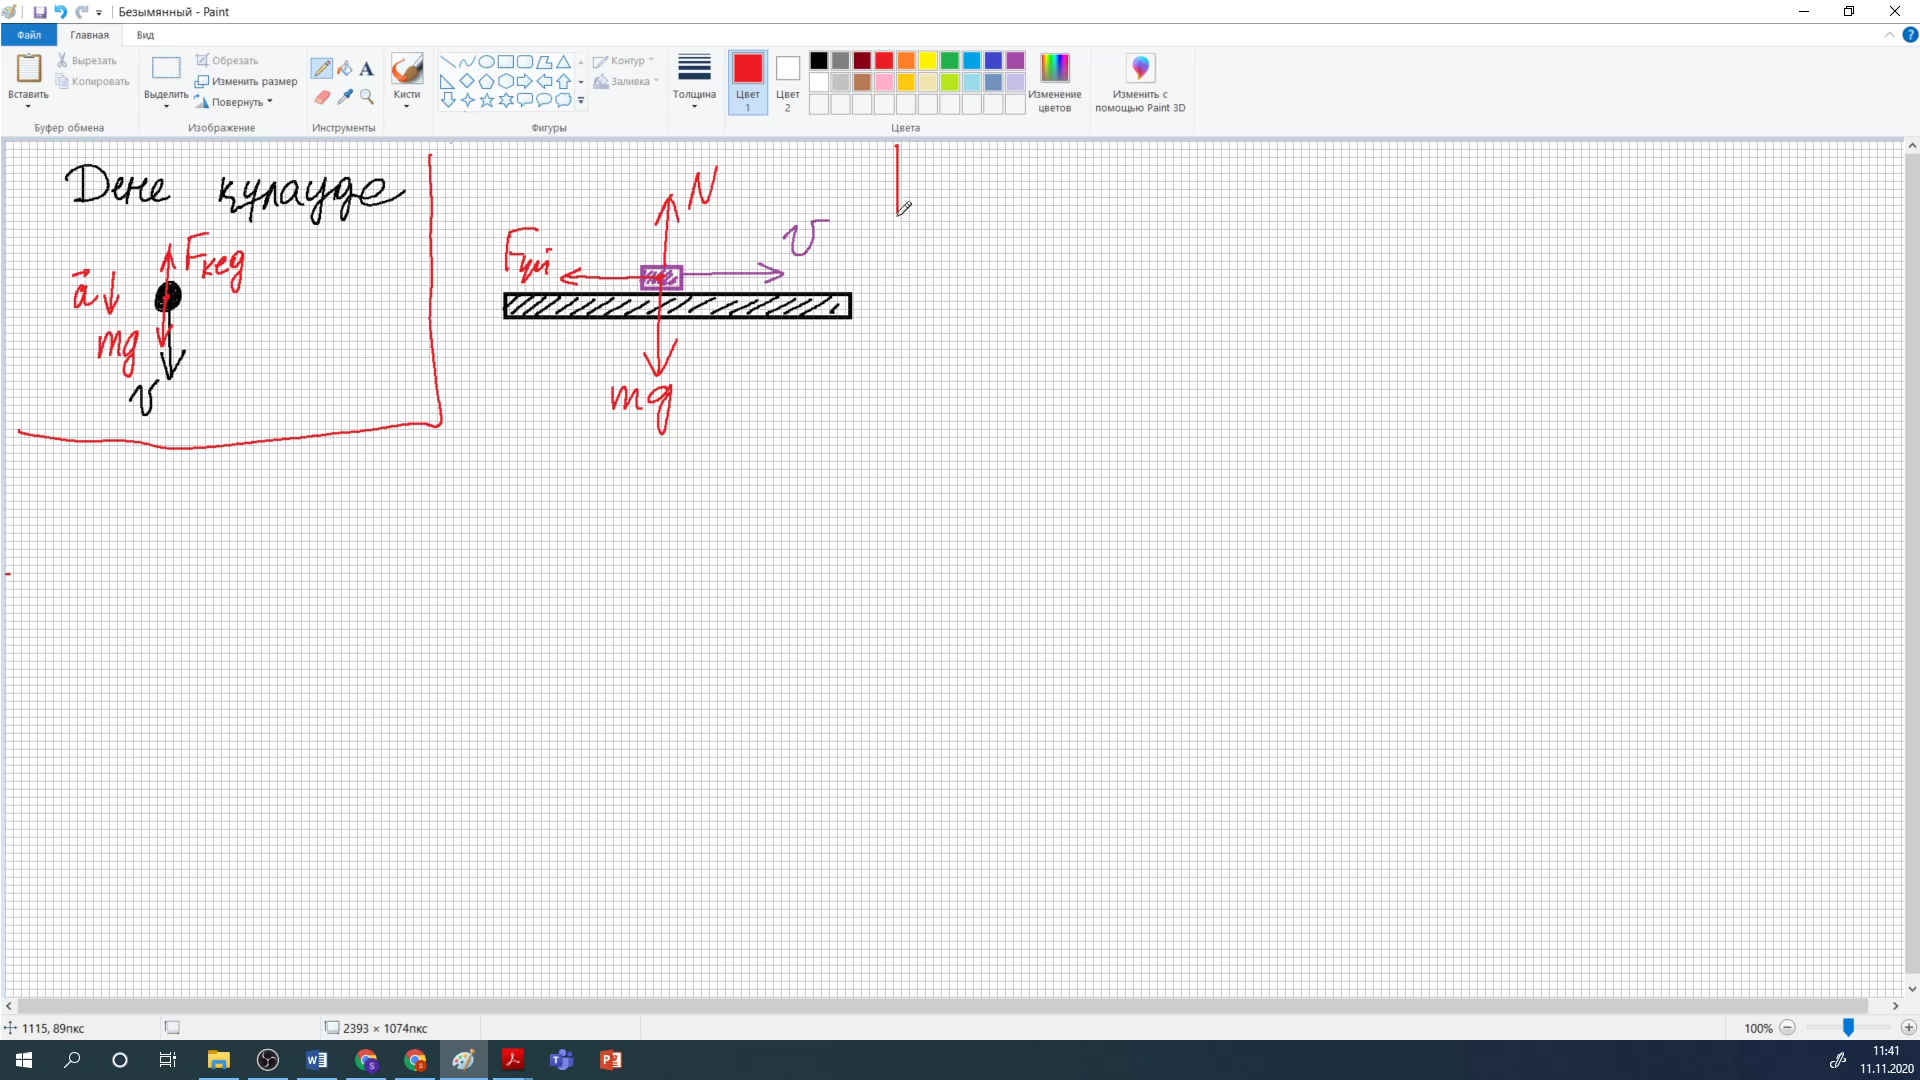 Безымянный - Paint
Файл
Главная
Вид
Вставить
Вырезать
Копировать
Буфер обмена
Выделить
Обрезать
Изменить размер
Повернуть
Изображение
Инструменты
Кисти
Фигуры
Контур
Заливка
Толщина
Цвет 1
Цвет 2
Цвета
Изменение цветов
Изменить с помощью Paint 3D
Дене құлауде
Fкед
a
mg
v
N
Fүйі
v
mg
1115, 89пкс
2393 × 1074пкс
100%
11:41
11.11.2020